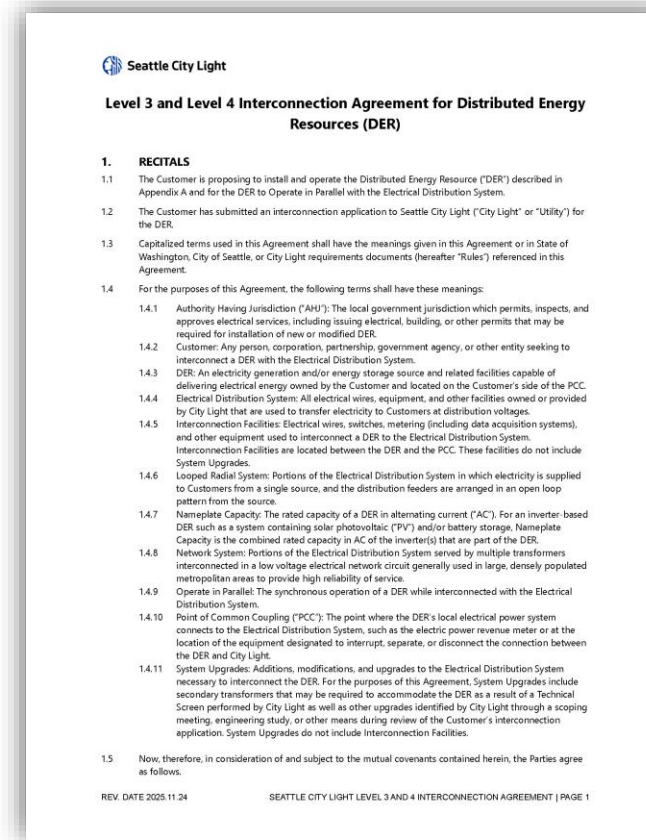 Seattle City Light
Level 3 and Level 4 Interconnection Agreement for Distributed Energy
Resources (DER)
1. RECITALS
1.1 The Customer is proposing to install and operate the Distributed Energy Resource ("DER") described in
Appendix A and for the DER to Operate in Parallel with the Electrical Distribution System.
1.2 The Customer has submitted an interconnection application to Seattle City Light ("City Light" or "Utility") for
the DER.
1.3 Capitalized terms used in this Agreement shall have the meanings given in this Agreement or in State of
Washington, City of Seattle, or City Light requirements documents (hereafter "Rules") referenced in this
Agreement.
1.4 For the purposes of this Agreement, the following terms shall have these meanings:
1.4.1 Authority Having Jurisdiction ("AHJ"): The local government jurisdiction which permits, inspects, and
approves electrical services, including issuing electrical, building, or other permits that may be
required for installation of new or modified DER.
1.4.2 Customer: Any person, corporation, partnership, government agency, or other entity seeking to
interconnect a DER with the Electrical Distribution System.
1.4.3 DER: An electricity generation and/or energy storage source and related facilities capable of
delivering electrical energy owned by the Customer and located on the Customer's side of the PCC.
1.4.4 Electrical Distribution System: All electrical wires, equipment, and other facilities owned or provided
by City Light that are used to transfer electricity to Customers at distribution voltages.
1.4.5 Interconnection Facilities: Electrical wires, switches, metering (including data acquisition systems),
and other equipment used to interconnect a DER to the Electrical Distribution System.
Interconnection Facilities are located between the DER and the PCC. These facilities do not include
System Upgrades.
1.4.6 Looped Radial System: Portions of the Electrical Distribution System in which electricity is supplied
to Customers from a single source, and the distribution feeders are arranged in an open loop
pattern from the source.
1.4.7 Nameplate Capacity: The rated capacity of a DER in alternating current ("AC"). For an inverter-based
DER such as a system containing solar photovoltaic ("PV") and/or battery storage, Nameplate
Capacity is the combined rated capacity in AC of the inverter(s) that are part of the DER.
1.4.8 Network System: Portions of the Electrical Distribution System served by multiple transformers
interconnected in a low voltage electrical network circuit generally used in large, densely populated
metropolitan areas to provide high reliability of service.
1.4.9 Operate in Parallel: The synchronous operation of a DER while interconnected with the Electrical
Distribution System.
1.4.10 Point of Common Coupling ("PCC"): The point where the DER's local electrical power system
connects to the Electrical Distribution System, such as the electric power revenue meter or at the
location of the equipment designated to interrupt, separate, or disconnect the connection between
the DER and City Light.
1.4.11 System Upgrades: Additions, modifications, and upgrades to the Electrical Distribution System
necessary to interconnect the DER. For the purposes of this Agreement, System Upgrades include
secondary transformers that may be required to accommodate the DER as a result of a Technical
Screen performed by City Light as well as other upgrades identified by City Light through a scoping
meeting, engineering study, or other means during review of the Customer's interconnection
application. System Upgrades do not include Interconnection Facilities.
1.5 Now, therefore, in consideration of and subject to the mutual covenants contained herein, the Parties agree
as follows.
REV. DATE 2025.11.24 SEATTLE CITY LIGHT LEVEL 3 AND 4 INTERCONNECTION AGREEMENT | PAGE 1